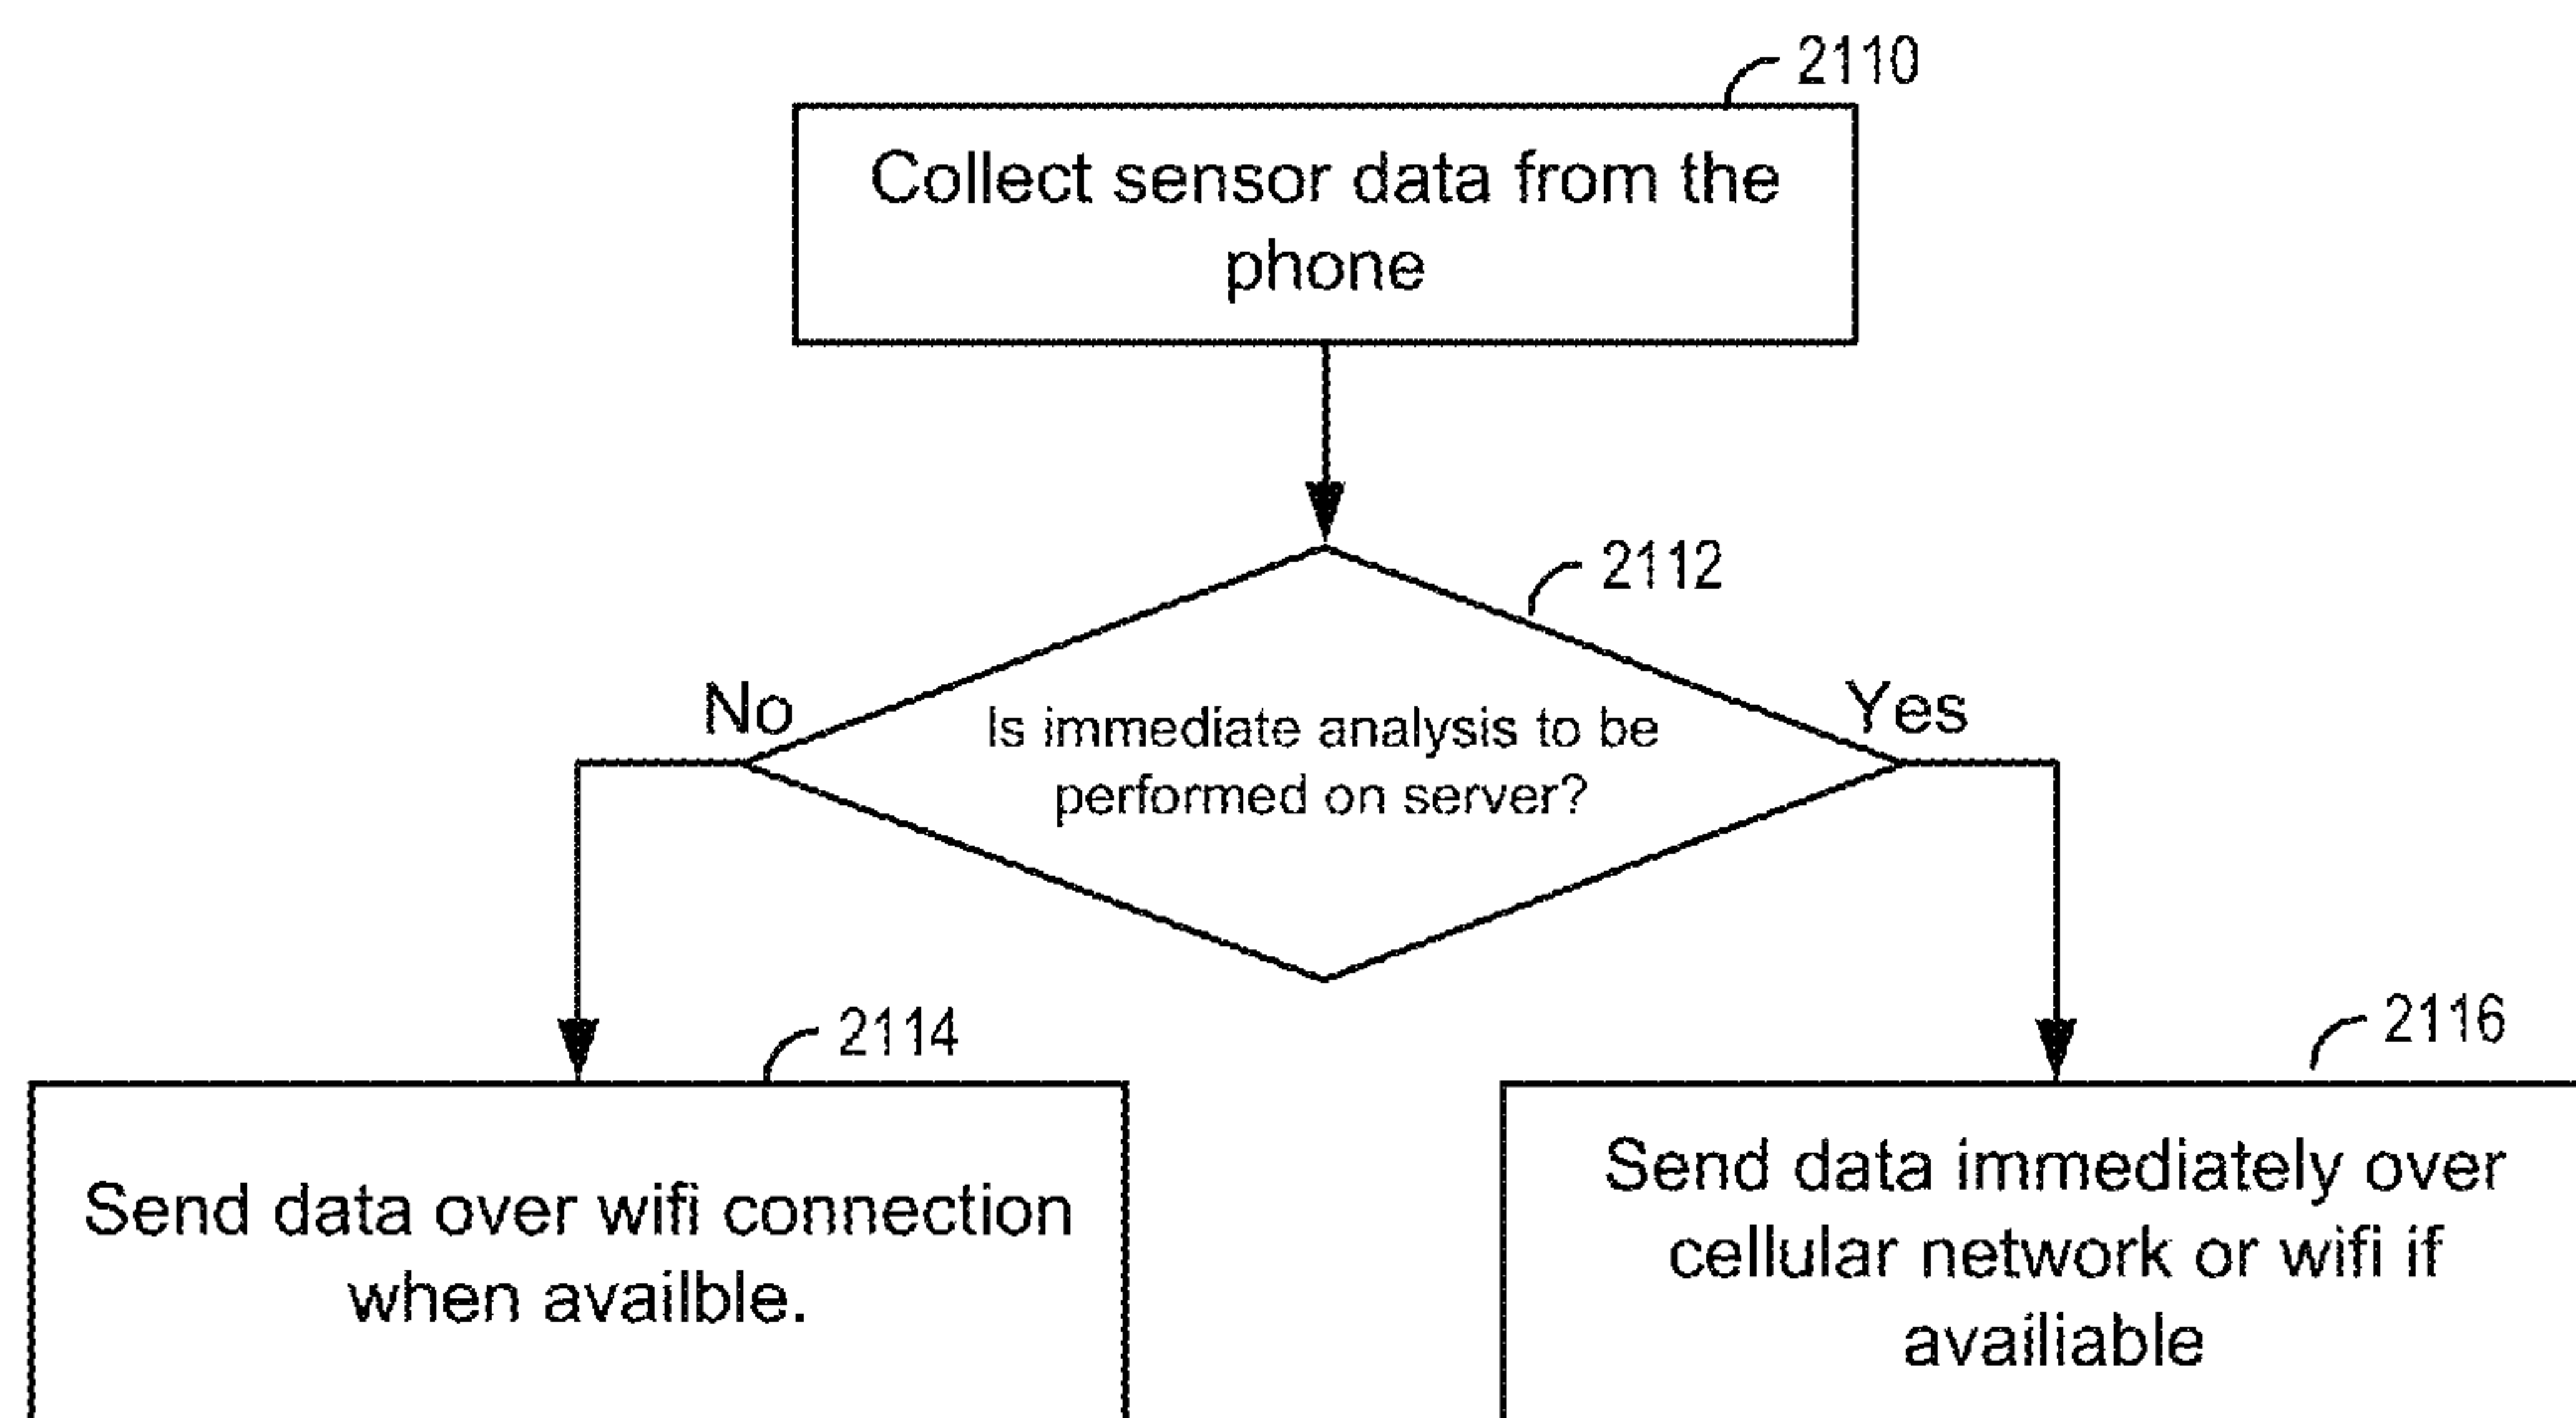 2110
Collect sensor data from the
phone
2112
No
Yes
Is immediate analysis to be
performed on server?
2114
2116
Send data over wifi connection
when availble.
Send data immediately over
cellular network or wifi if
availiable